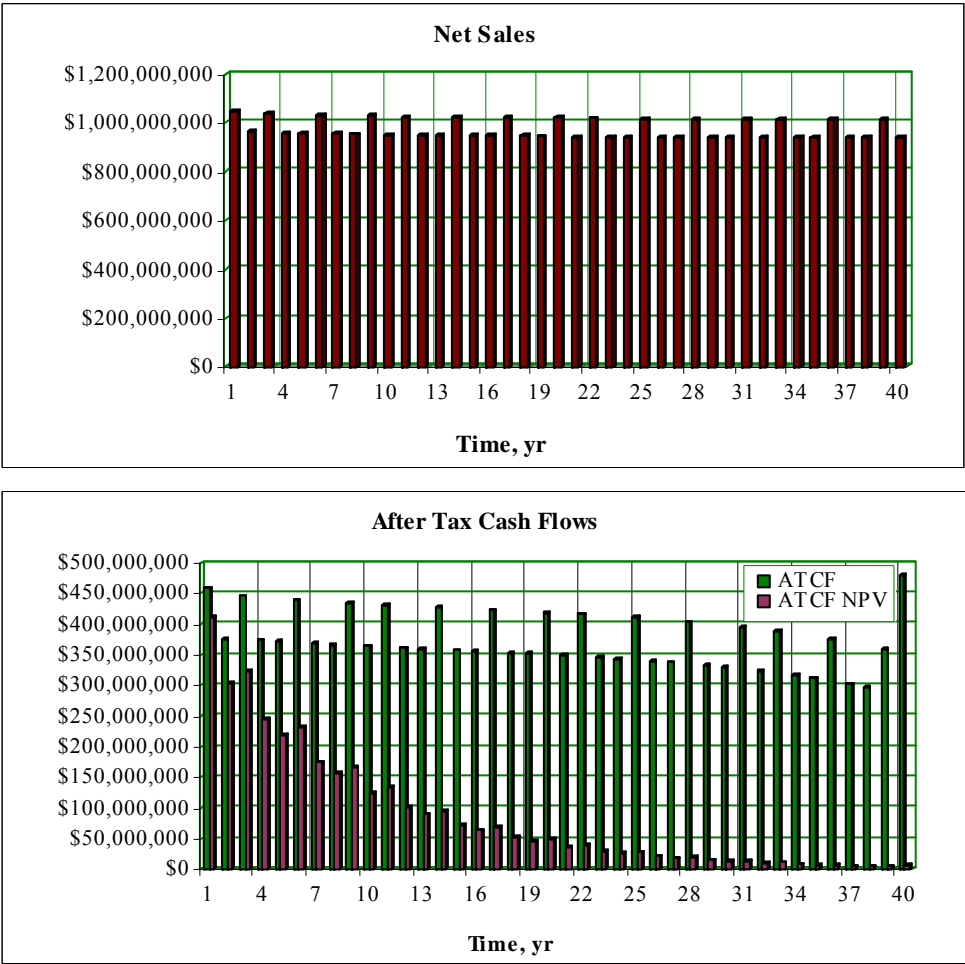 Net Sales
$1,200,000,000
$1,000,000,000
$800,000,000
$600,000,000
$400,000,000
$200,000,000
$0
1 4 7 10 13 16 19 22 25 28 31 34 37 40
Time, yr
After Tax Cash Flows
$500,000,000
$450,000,000
$400,000,000
$350,000,000
$300,000,000
$250,000,000
$200,000,000
$150,000,000
$100,000,000
$50,000,000
$0
ATCF
ATCF NPV
1 4 7 10 13 16 19 22 25 28 31 34 37 40
Time, yr